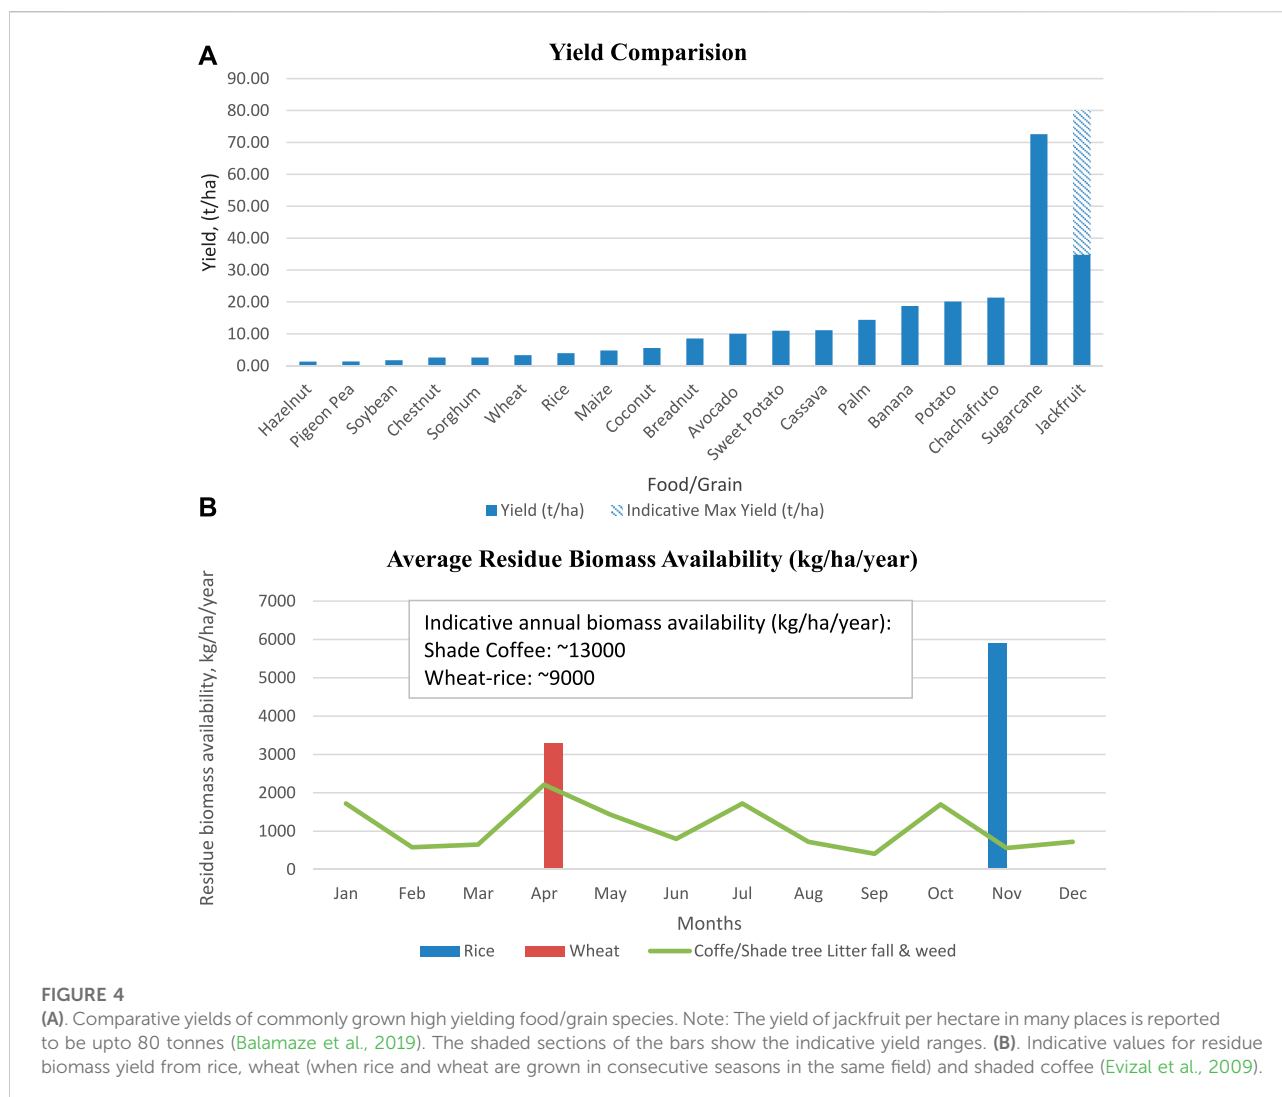 A
Yield Comparision
90.00
80.00
70.00
60.00
50.00
40.00
30.00
20.00
10.00
0.00
Yield, (t/ha)
Hazelnut
Pigeon Pea
Soybean
Chestnut
Sorghum
Wheat
Rice
Maize
Coconut
Breadnut
Avocado
Sweet Potato
Cassava
Palm
Banana
Potato
Chachafruto
Sugarcane
Jackfruit
Food/Grain
Yield (t/ha) Indicative Max Yield (t/ha)
B
Average Residue Biomass Availability (kg/ha/year)
7000
6000
5000
4000
3000
2000
1000
0
Residue biomass availability, kg/ha/year
Indicative annual biomass availability (kg/ha/year):
Shade Coffee: ~13000
Wheat-rice: ~9000
Jan Feb Mar Apr May Jun Jul Aug Sep Oct Nov Dec
Months
Rice Wheat Coffe/Shade tree Litter fall & weed
FIGURE 4
(A). Comparative yields of commonly grown high yielding food/grain species. Note: The yield of jackfruit per hectare in many places is reported
to be upto 80 tonnes (Balamaze et al., 2019). The shaded sections of the bars show the indicative yield ranges. (B). Indicative values for residue
biomass yield from rice, wheat (when rice and wheat are grown in consecutive seasons in the same field) and shaded coffee (Evizal et al., 2009).